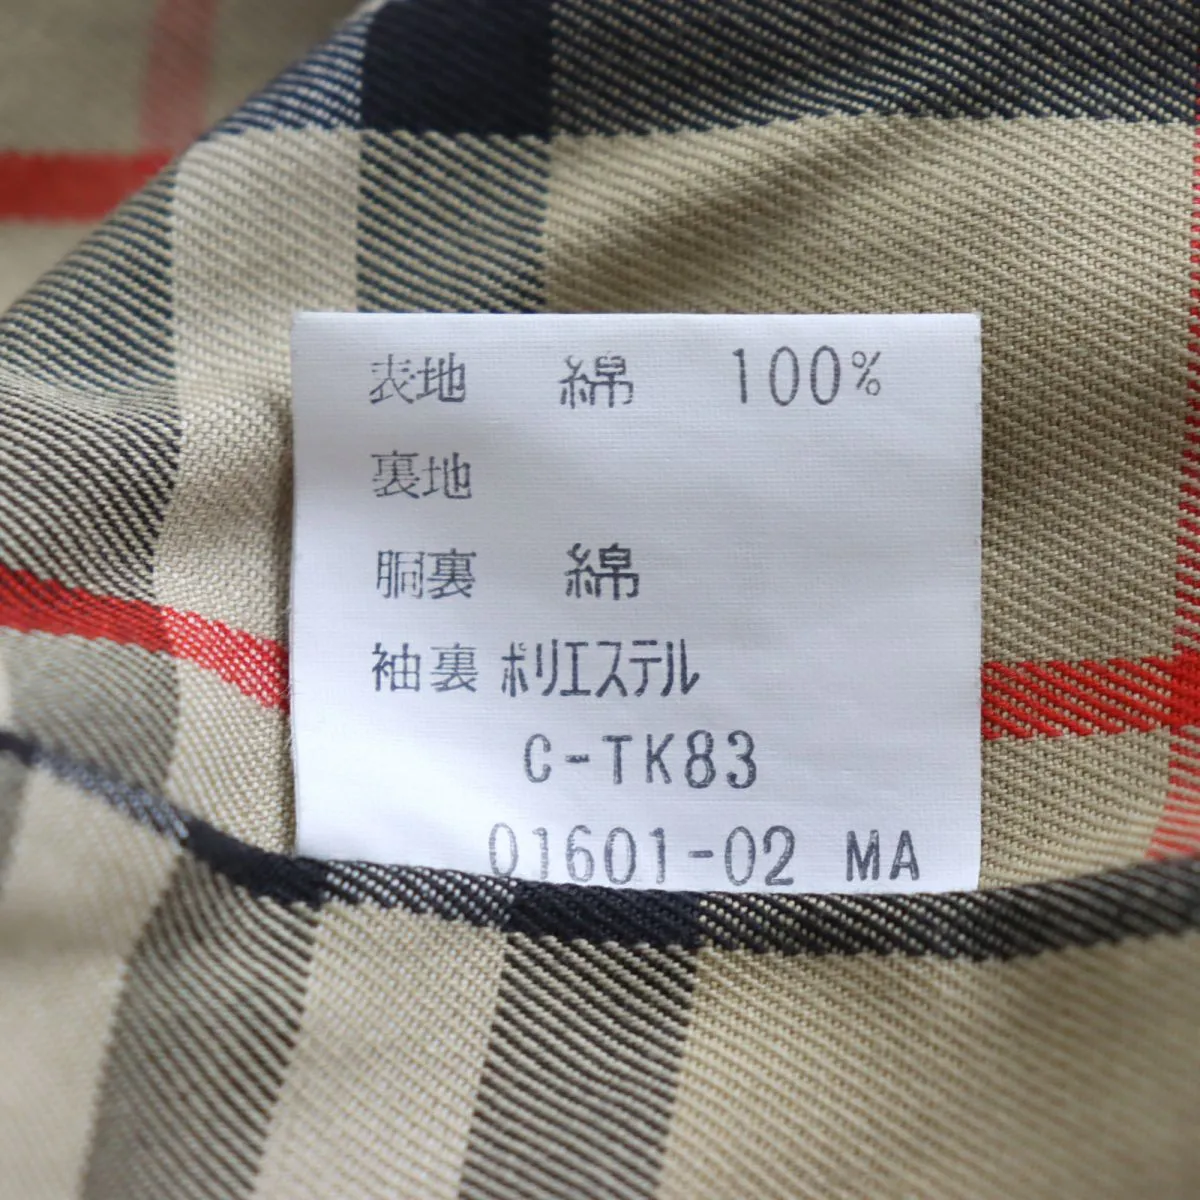 表地 綿 100%
裏地
胴裏 綿
袖裏 ポリエステル
C-TK83
01601-02 MA